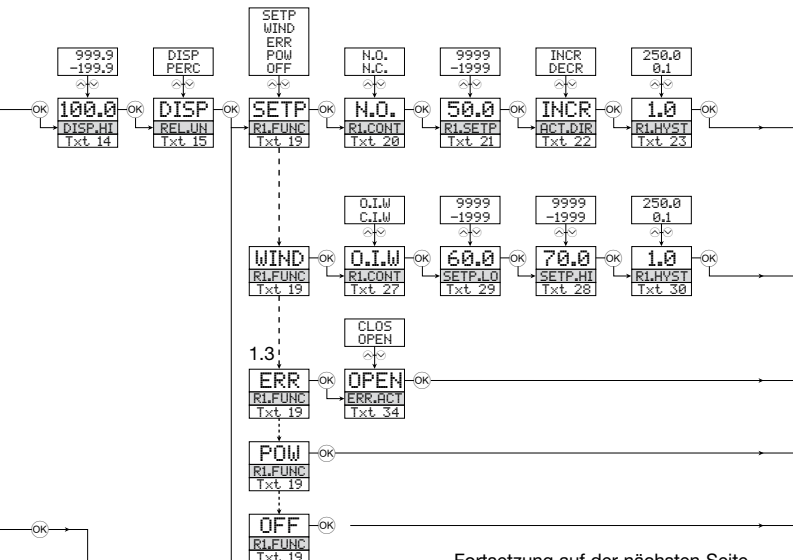 SETP
WIND
ERR
POW
OFF
999.9
-199.9
DISP
PERC
N.O.
N.C.
9999
-1999
INCR
DECR
250.0
0.1
OK
100.0
OK
DISP
OK
SETP
OK
N.O.
OK
50.0
OK
INCR
OK
1.0
OK
DISP.HI
REL.UN
R1.FUNC
R1.CONT
R1.SETP
ACT.DIR
R1.HYST
Txt 14
Txt 15
Txt 19
Txt 20
Txt 21
Txt 22
Txt 23
O.I.W
C.I.W
9999
-1999
9999
-1999
250.0
0.1
WIND
OK
O.I.W
OK
60.0
OK
70.0
OK
1.0
OK
R1.FUNC
R1.CONT
SETP.LO
SETP.HI
R1.HYST
Txt 19
Txt 27
Txt 29
Txt 28
Txt 30
CLOS
OPEN
1.3
ERR
OK
OPEN
OK
R1.FUNC
ERR.ACT
Txt 19
Txt 34
POW
OK
R1.FUNC
Txt 19
OK
OFF
OK
R1.FUNC
Txt 19
Fortsetzung auf der nächsten Seite